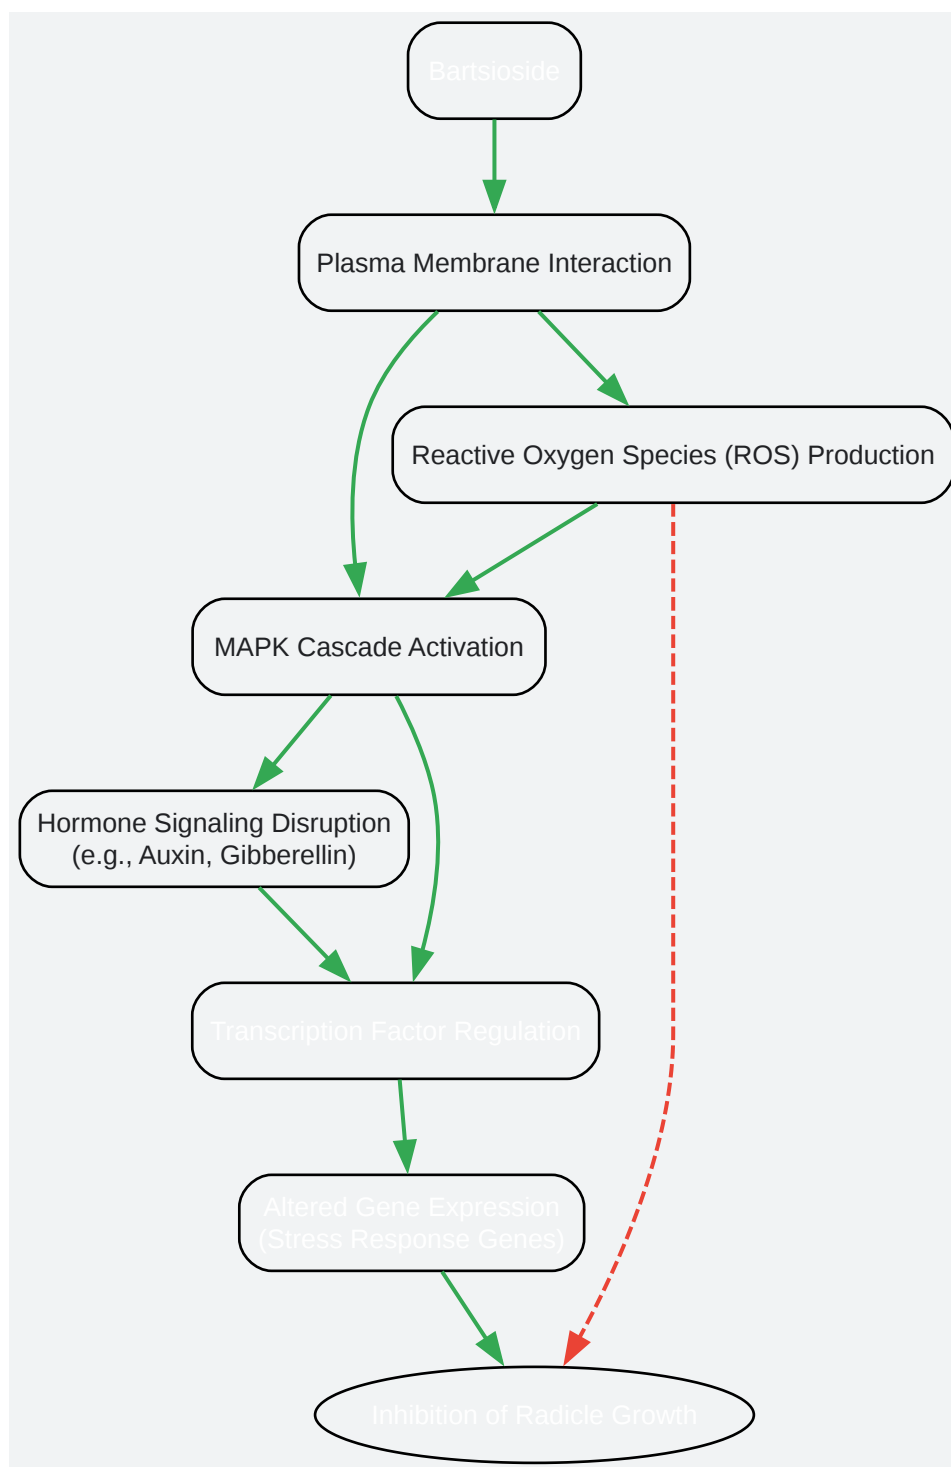 Bartsioside
Plasma Membrane Interaction
Reactive Oxygen Species (ROS) Production
MAPK Cascade Activation
Hormone Signaling Disruption
(e.g., Auxin, Gibberellin)
Transcription Factor Regulation
Altered Gene Expression
(Stress Response Genes)
Inhibition of Radicle Growth